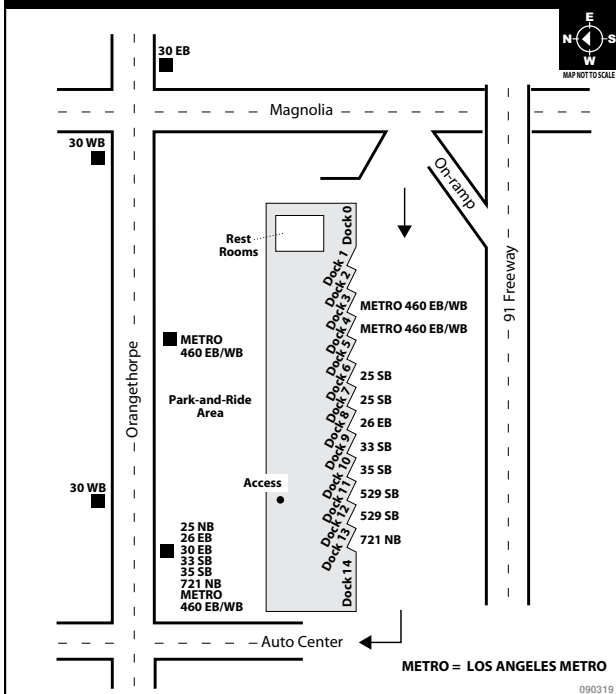 E
N S
W
MAP NOT TO SCALE
30 EB
Magnolia
30 WB
On-ramp
Rest
Rooms
Dock 0
Dock 1
Dock 2
Dock 3
METRO 460 EB/WB
Dock 4
METRO 460 EB/WB
Dock 5
Dock 6
25 SB
Dock 7
25 SB
Dock 8
26 EB
Dock 9
33 SB
Dock 10
35 SB
Dock 11
529 SB
Dock 12
529 SB
Dock 13
721 NB
Dock 14
91 Freeway
METRO
460 EB/WB
Orangethorpe
Park-and-Ride
Area
Access
30 WB
25 NB
26 EB
30 EB
33 SB
35 SB
721 NB
METRO
460 EB/WB
Auto Center
METRO = LOS ANGELES METRO
090319